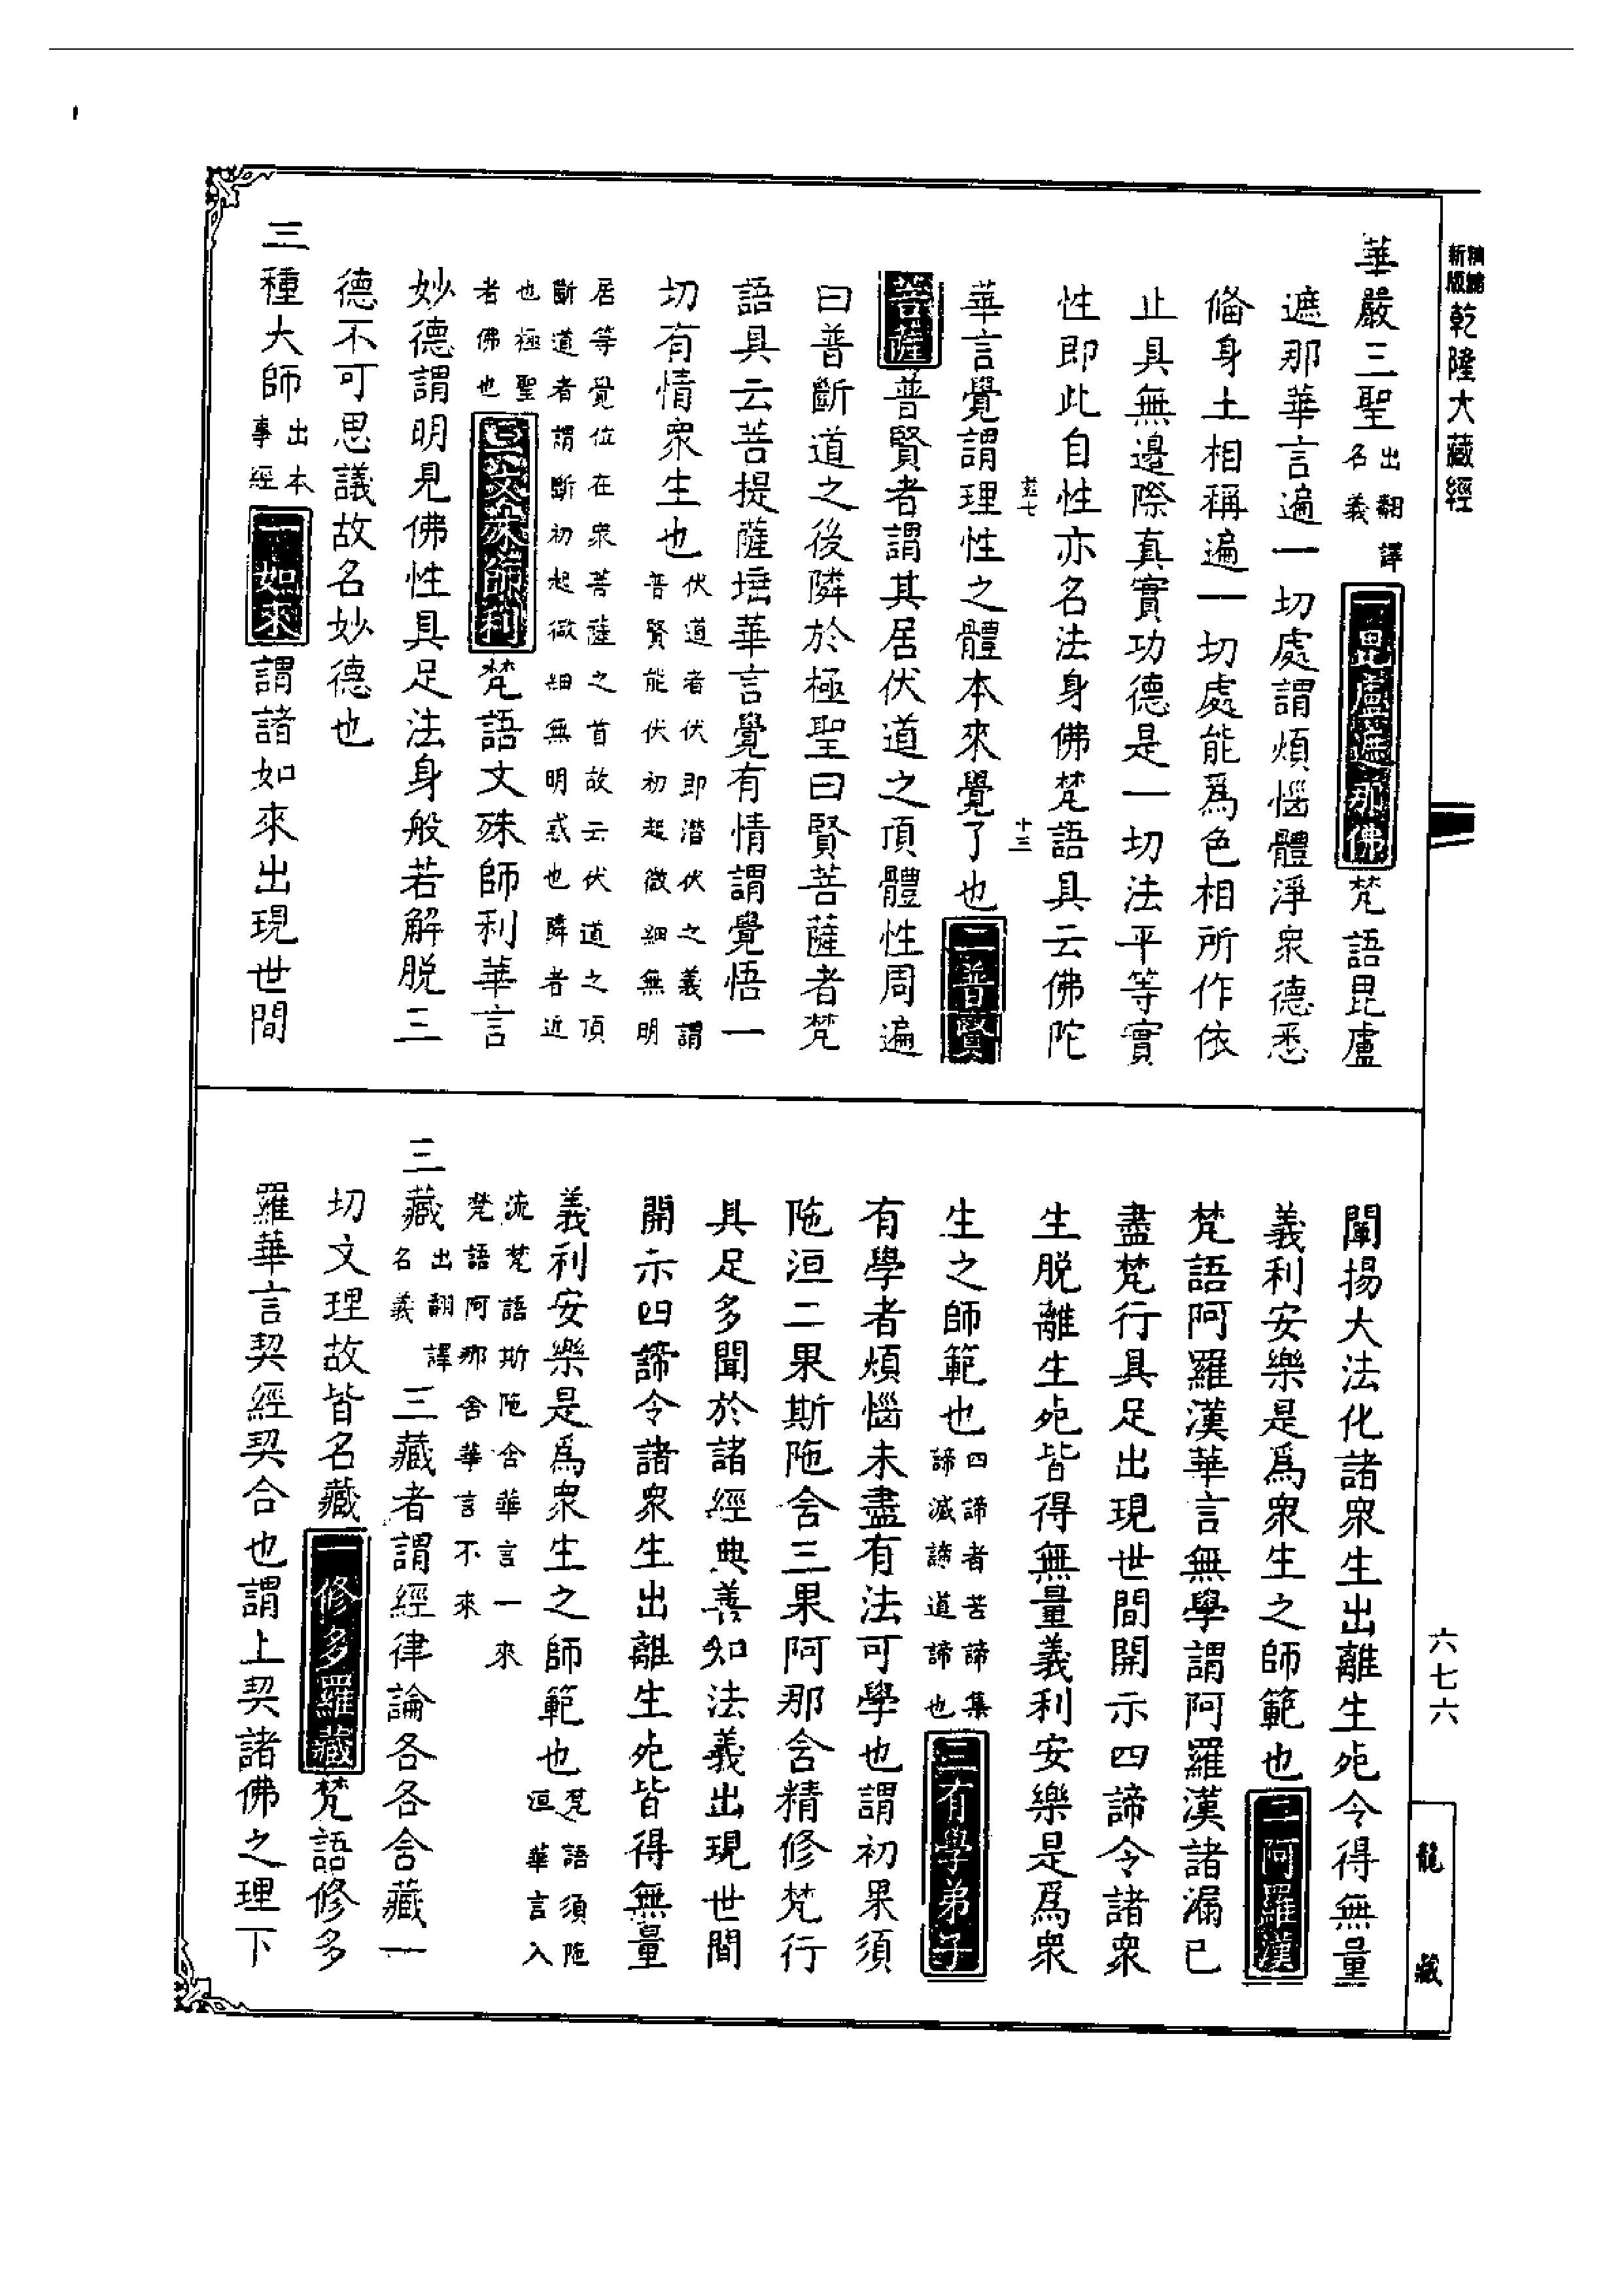 新版精縮乾隆大藏經
華嚴三聖出翻譯名義一毘盧遮那佛梵語毘盧
遮那華言遍一切處謂煩惱體淨衆德悉
俻身土相稱遍一切處能爲色相所作依
止具無邊際真實功德是一切法平等實
性即此自性亦名法身佛梵語具云佛陀
十三
華言覺謂理性之體本來覺了也二普賢
菩薩普賢者謂其居伏道之頂體性周遍
曰普斷道之後隣於極聖曰賢菩薩者梵
語具云菩提薩埵華言覺有情謂覺悟一
切有情衆生也伏道者伏即潛伏之義謂
普賢能伏初起微細無明
居等覺位在衆菩薩之首故云伏道之頂
斷道者謂斷初起微細無明惑也隣者近
也極聖
者佛也三文殊師利梵語文殊師利華言
妙德謂明見佛性具足法身般若解脱三
德不可思議故名妙德也
三種大師出本事經一如來謂諸如來出現世間
闡揚大法化諸衆生出離生死令得無量
義利安樂是爲衆生之師範也二阿羅漢
梵語阿羅漢華言無學謂阿羅漢諸漏已
盡梵行具足出現世間開示四諦令諸衆
生脱離生死皆得無量義利安樂是爲衆
生之師範也四諦者苦諦集諦滅諦道諦也三有學弟子
有學者煩惱未盡有法可學也謂初果須
陁洹二果斯陁舍三果阿那舍精修梵行
具足多聞於諸經典善知法義出現世間
開示四諦令諸衆生出離生死皆得無量
義利安樂是爲衆生之師範也梵語須陁洹華言入
流梵語斯陁舍華言一來
梵語阿那舍華言不來
三藏出翻譯名義三藏者謂經律論各各含藏一
切文理故皆名藏一修多羅藏梵語修多
羅華言契經契合也謂上契諸佛之理下
六七六
龍藏